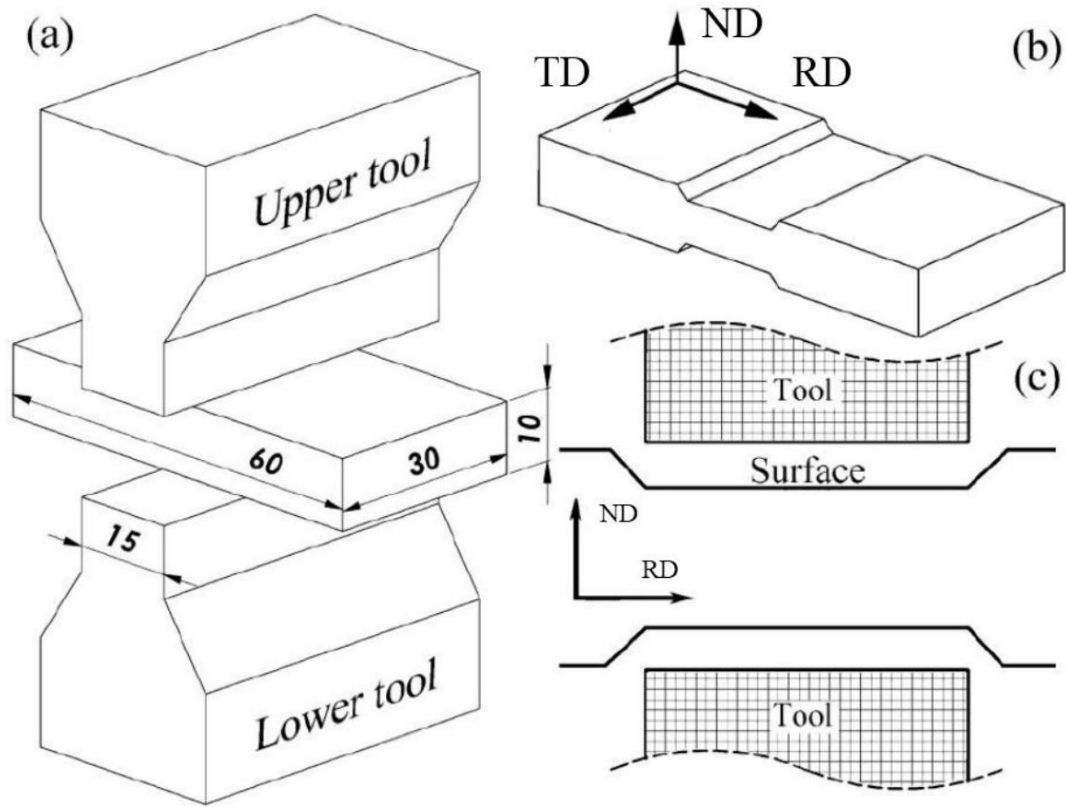 (a)
Upper tool
60
30
10
15
Lower tool
ND
TD
RD
(b)
Tool
(c)
Surface
ND
RD
Tool